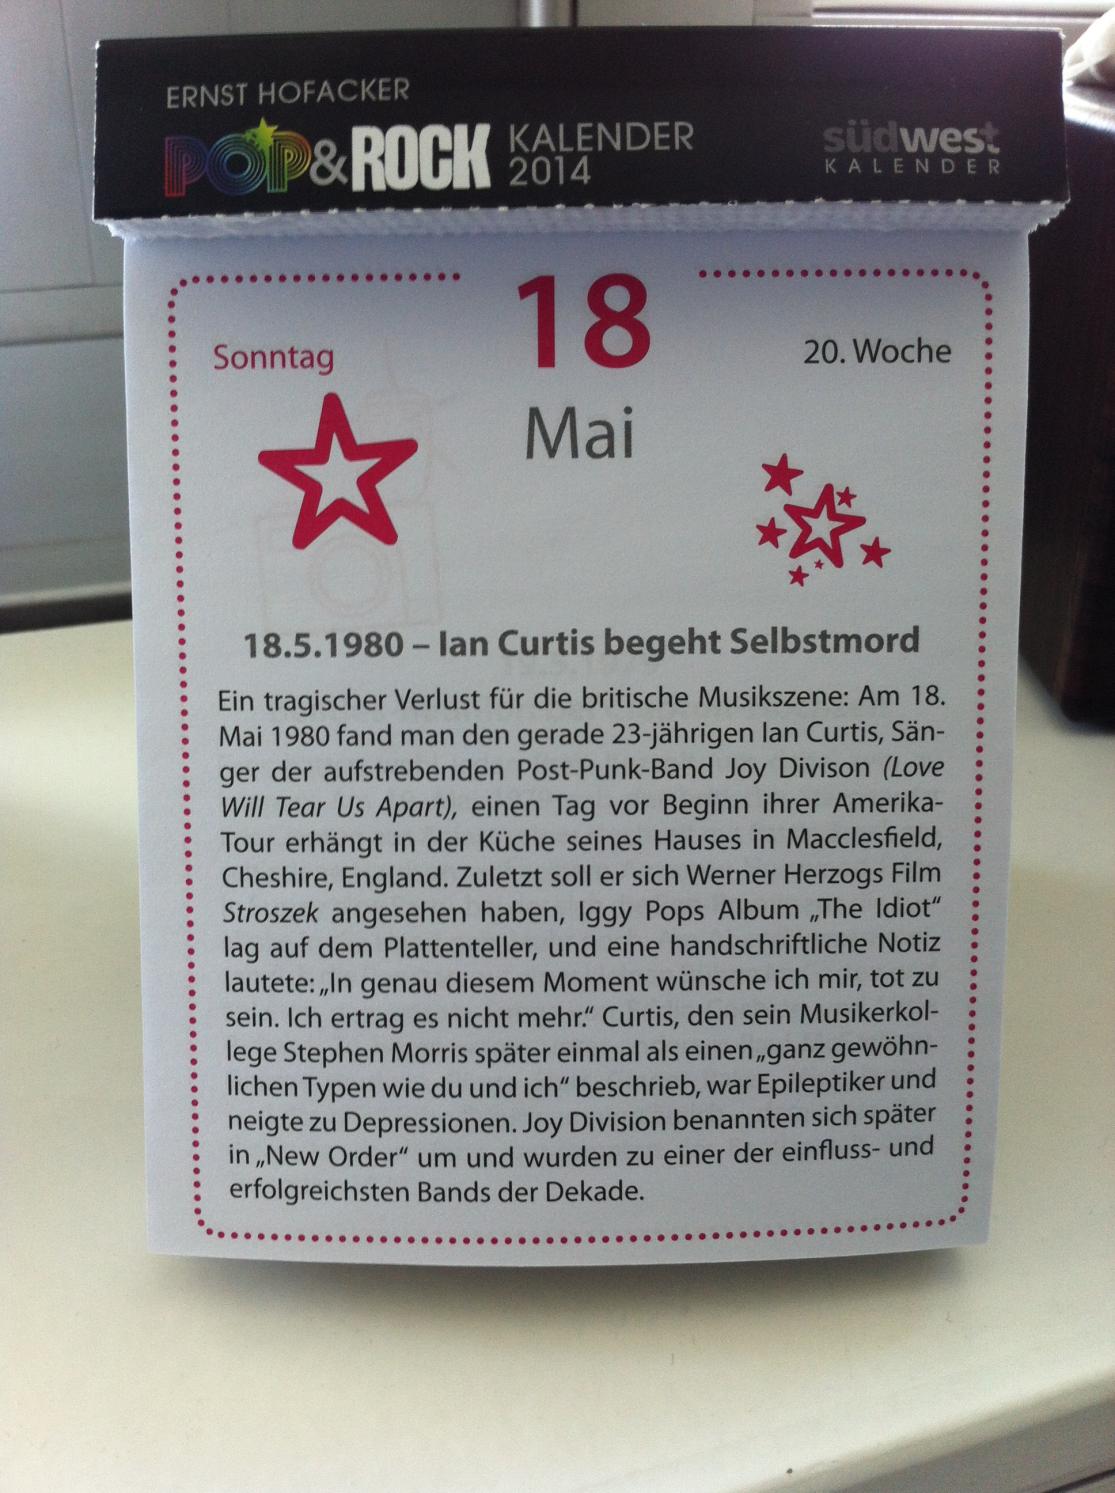 ERNST HOFACKER
POP&ROCK KALENDER 2014
südwest
KALENDER
18
Sonntag
20. Woche
Mai
18.5.1980 – Ian Curtis begeht Selbstmord
Ein tragischer Verlust für die britische Musikszene: Am 18.
Mai 1980 fand man den gerade 23-jährigen Ian Curtis, Sän-
ger der aufstrebenden Post-Punk-Band Joy Divison (Love
Will Tear Us Apart), einen Tag vor Beginn ihrer Amerika-
Tour erhängt in der Küche seines Hauses in Macclesfield,
Cheshire, England. Zuletzt soll er sich Werner Herzogs Film
Stroszek angesehen haben, Iggy Pops Album „The Idiot“
lag auf dem Plattenteller, und eine handschriftliche Notiz
lautete: „In genau diesem Moment wünsche ich mir, tot zu
sein. Ich ertrag es nicht mehr.“ Curtis, den sein Musikerkol-
lege Stephen Morris später einmal als einen „ganz gewöhn-
lichen Typen wie du und ich“ beschrieb, war Epileptiker und
neigte zu Depressionen. Joy Division benannten sich später
in „New Order“ um und wurden zu einer der einfluss- und
erfolgreichsten Bands der Dekade.